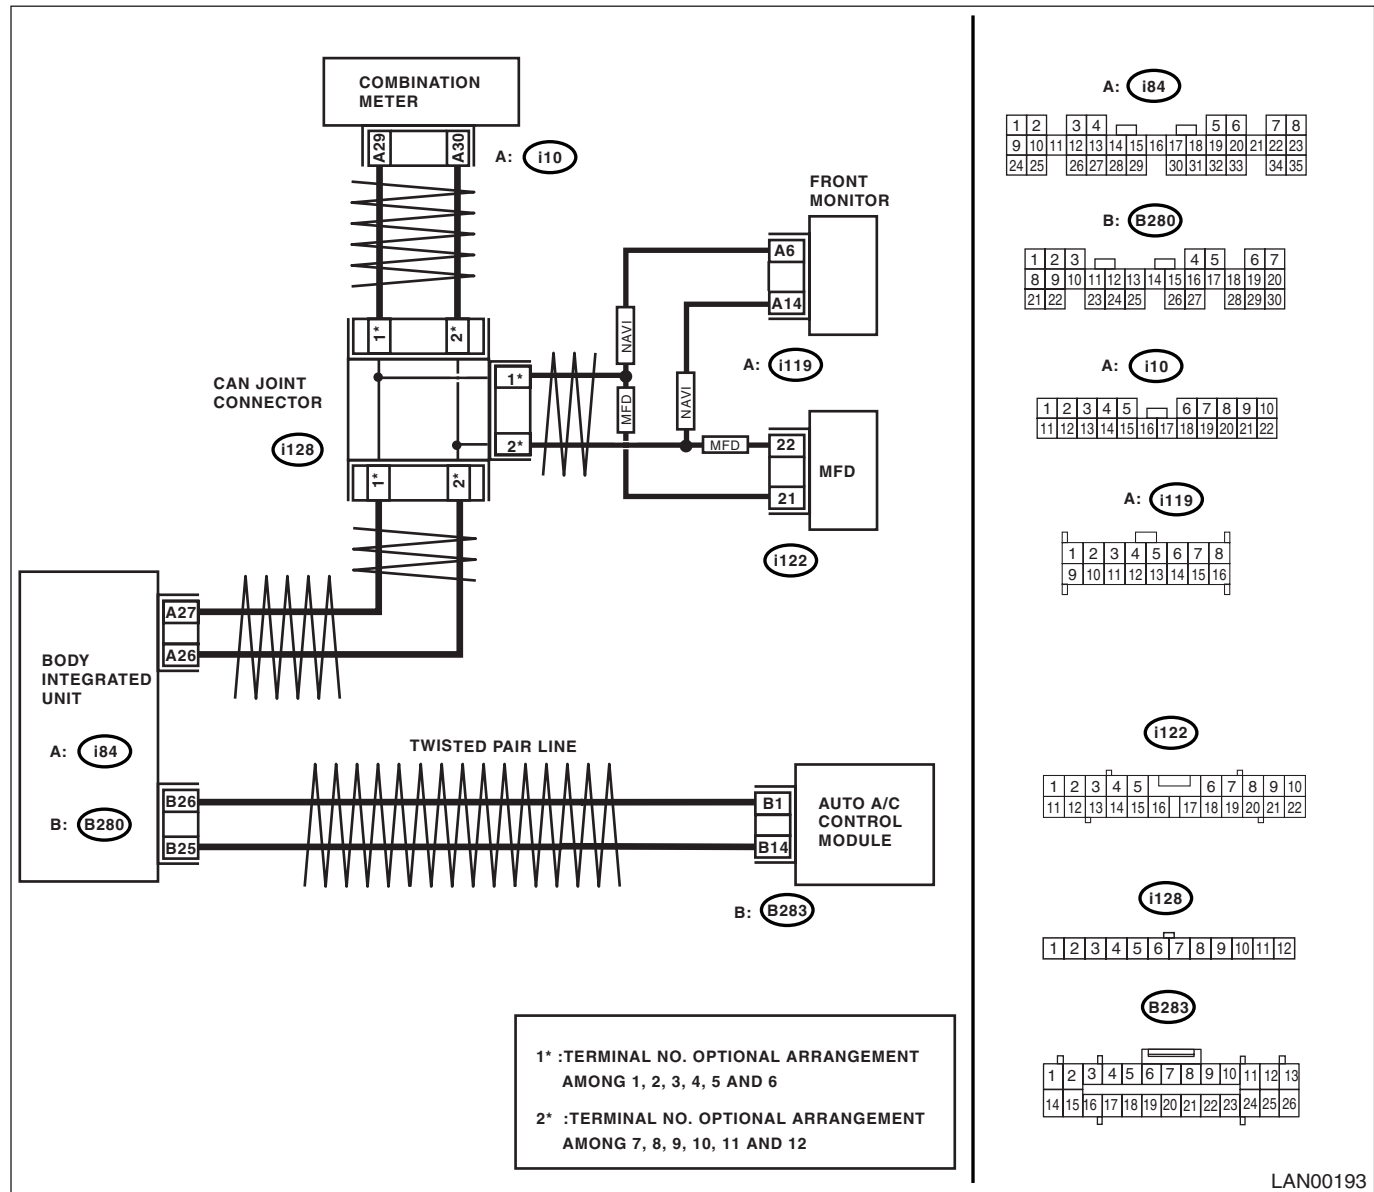 COMBINATION
METER
A29
A30
A: i10
FRONT
MONITOR
A6
A14
NAVI
NAVI
MFD
MFD
A: i119
1*
2*
CAN JOINT
CONNECTOR
i128
1*
2*
22
21
MFD
i122
1*
2*
A27
A26
BODY
INTEGRATED
UNIT
A: i84
B: B280
TWISTED PAIR LINE
B26
B25
B1
B14
AUTO A/C
CONTROL
MODULE
B: B283
1* :TERMINAL NO. OPTIONAL ARRANGEMENT
AMONG 1, 2, 3, 4, 5 AND 6
2* :TERMINAL NO. OPTIONAL ARRANGEMENT
AMONG 7, 8, 9, 10, 11 AND 12
A: i84
1 2 3 4 5 6 7 8
9 10 11 12 13 14 15 16 17 18 19 20 21 22 23
24 25 26 27 28 29 30 31 32 33 34 35
B: B280
1 2 3 4 5 6 7
8 9 10 11 12 13 14 15 16 17 18 19 20
21 22 23 24 25 26 27 28 29 30
A: i10
1 2 3 4 5 6 7 8 9 10
11 12 13 14 15 16 17 18 19 20 21 22
A: i119
1 2 3 4 5 6 7 8
9 10 11 12 13 14 15 16
i122
1 2 3 4 5 6 7 8 9 10
11 12 13 14 15 16 17 18 19 20 21 22
i128
1 2 3 4 5 6 7 8 9 10 11 12
B283
1 2 3 4 5 6 7 8 9 10 11 12 13
14 15 16 17 18 19 20 21 22 23 24 25 26
LAN00193